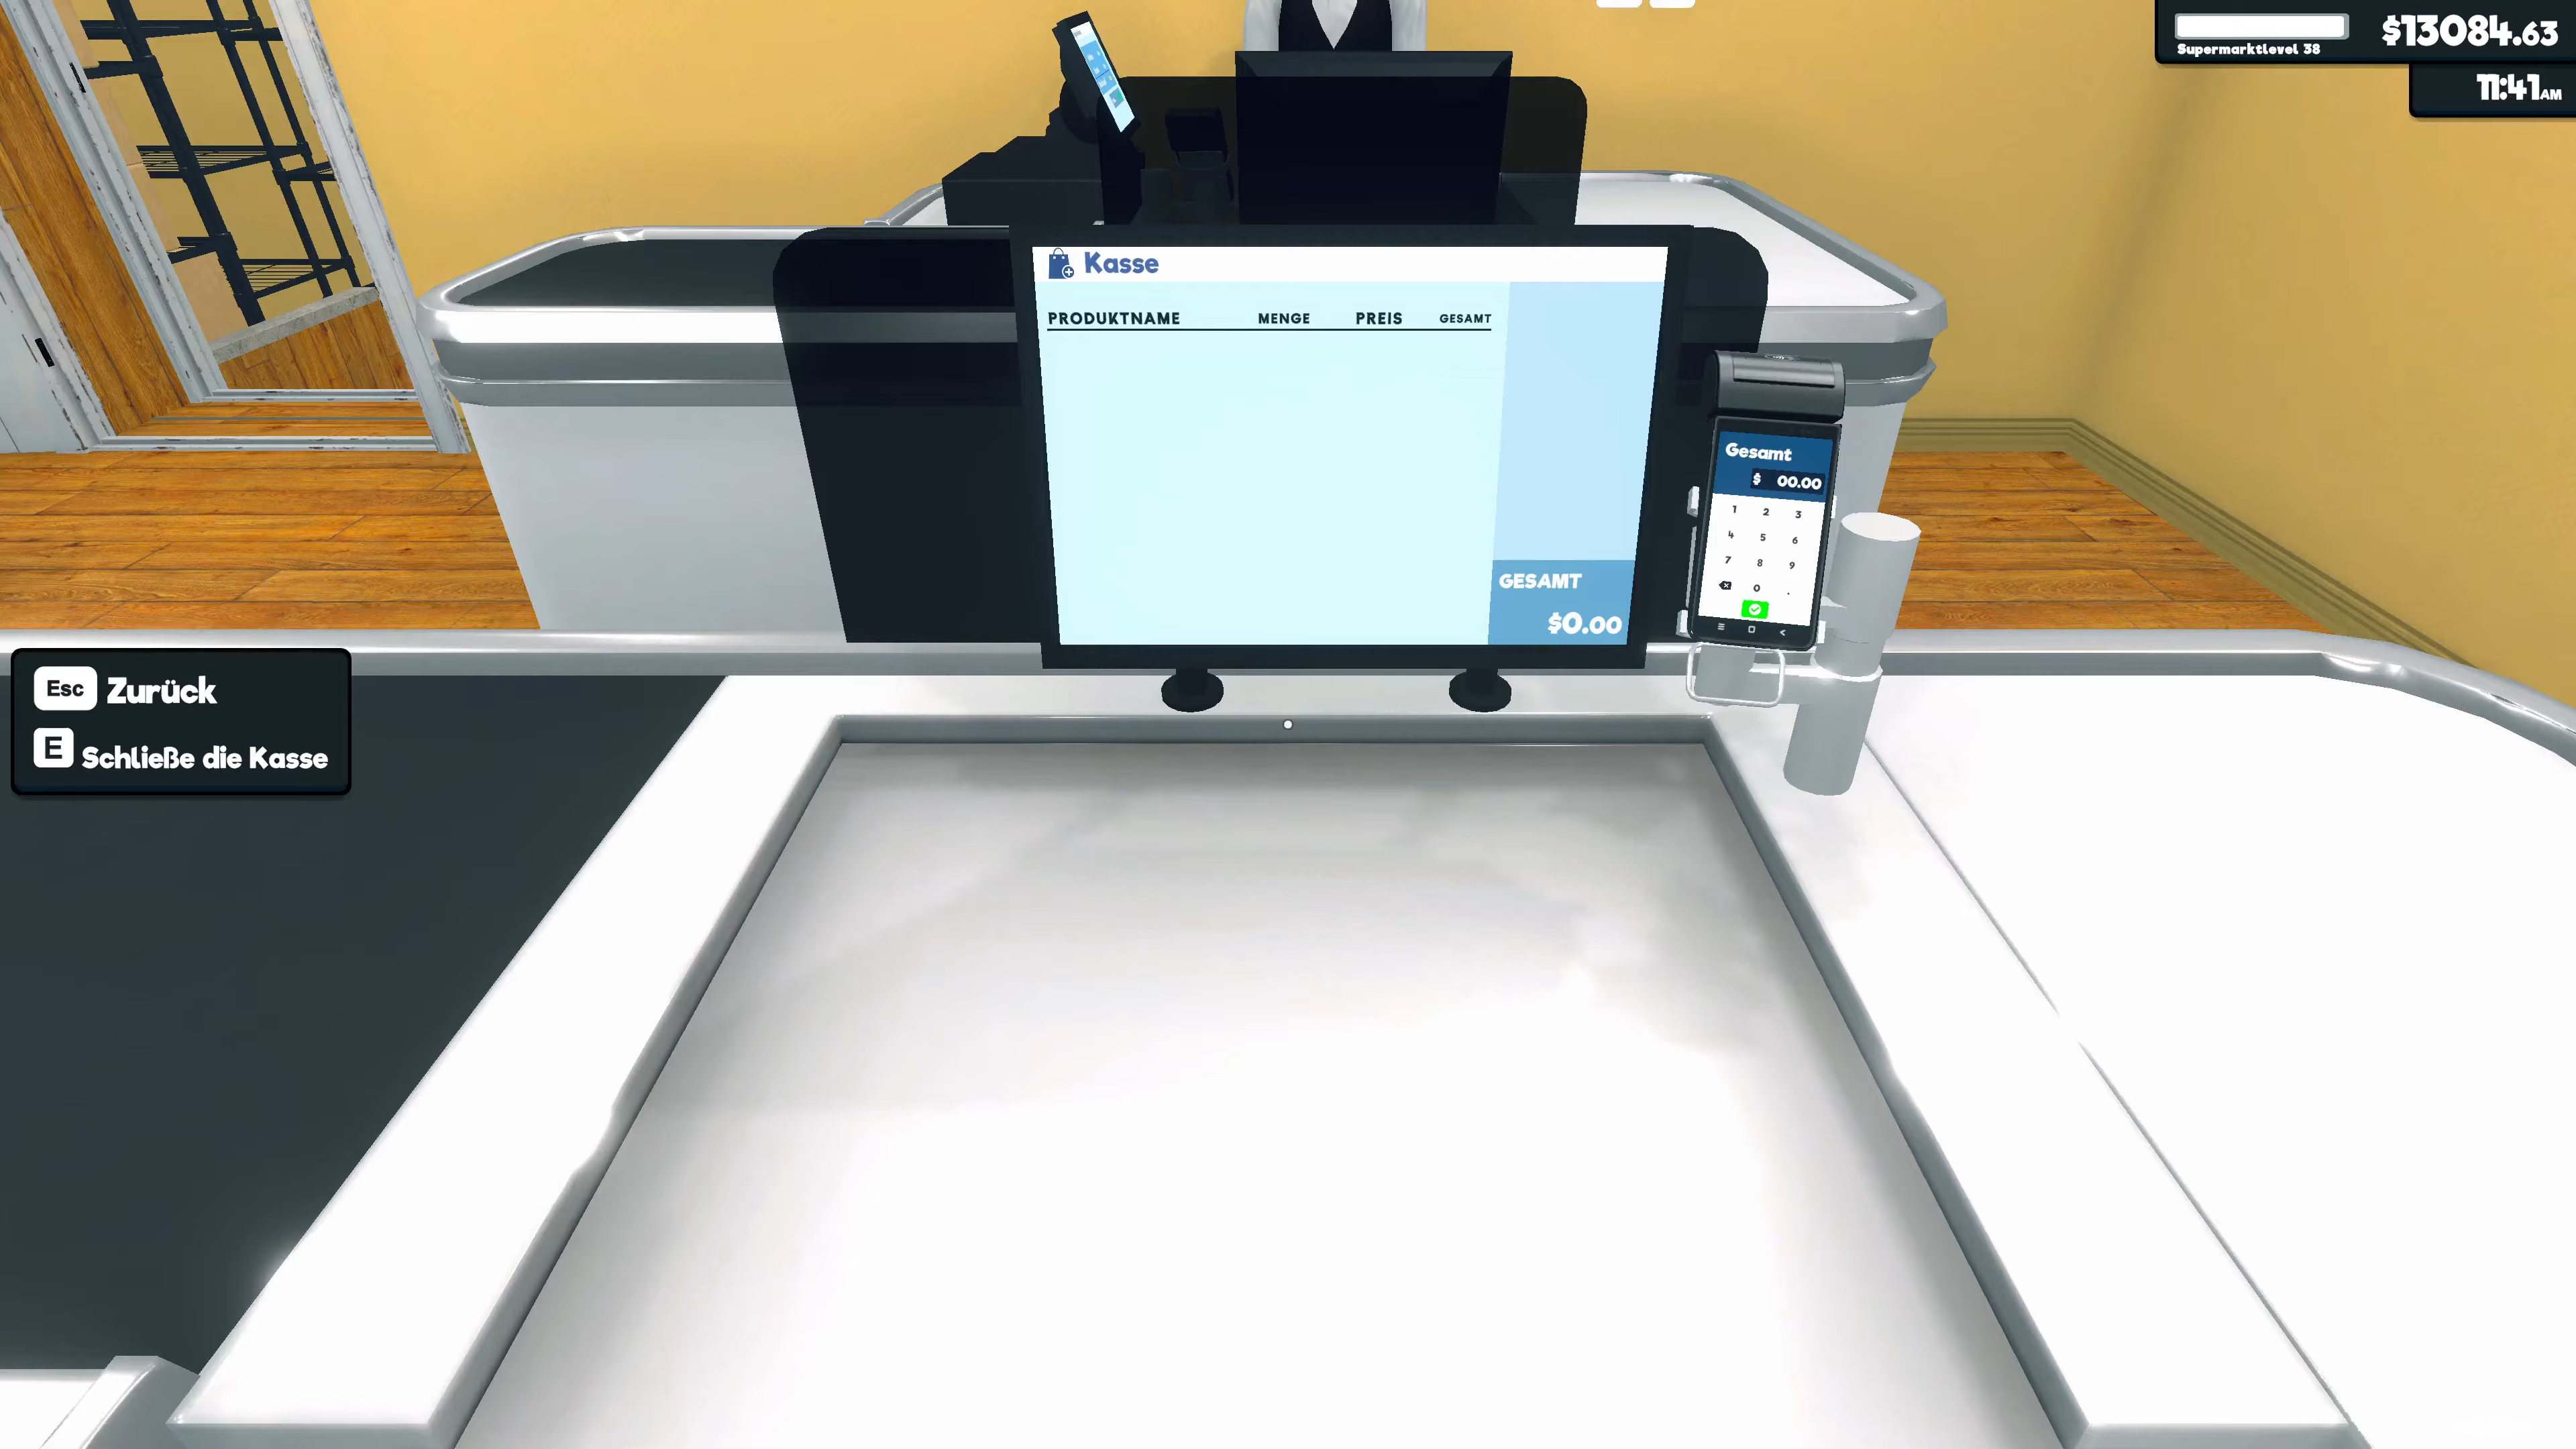 $13084.63
Supermarktlevel 38
11:41AM
Kasse
PRODUKTNAME MENGE PREIS GESAMT
GESAMT
$0.00
Gesamt
$ 00.00
1 2 3
4 5 6
7 8 9
0 .
Esc Zurück
E Schließe die Kasse